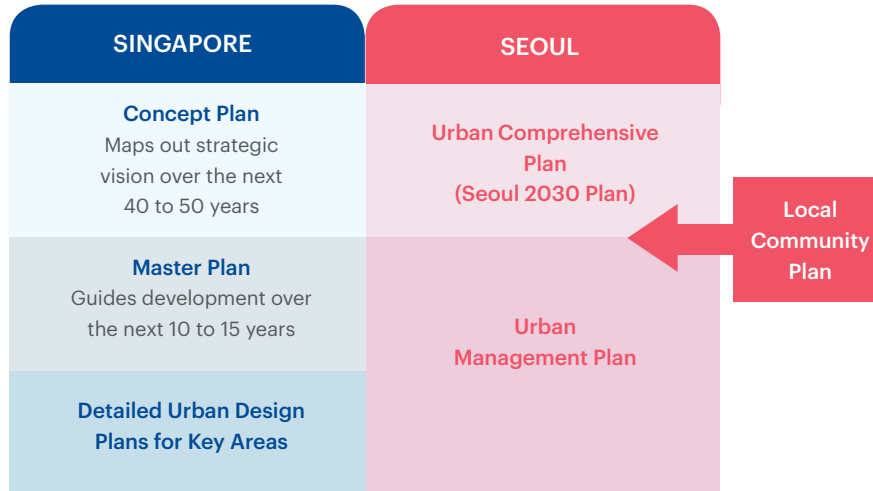 SINGAPORE
SEOUL
Concept Plan
Maps out strategic
vision over the next
40 to 50 years
Urban Comprehensive
Plan
(Seoul 2030 Plan)
Local
Community
Plan
Master Plan
Guides development over
the next 10 to 15 years
Urban
Management Plan
Detailed Urban Design
Plans for Key Areas